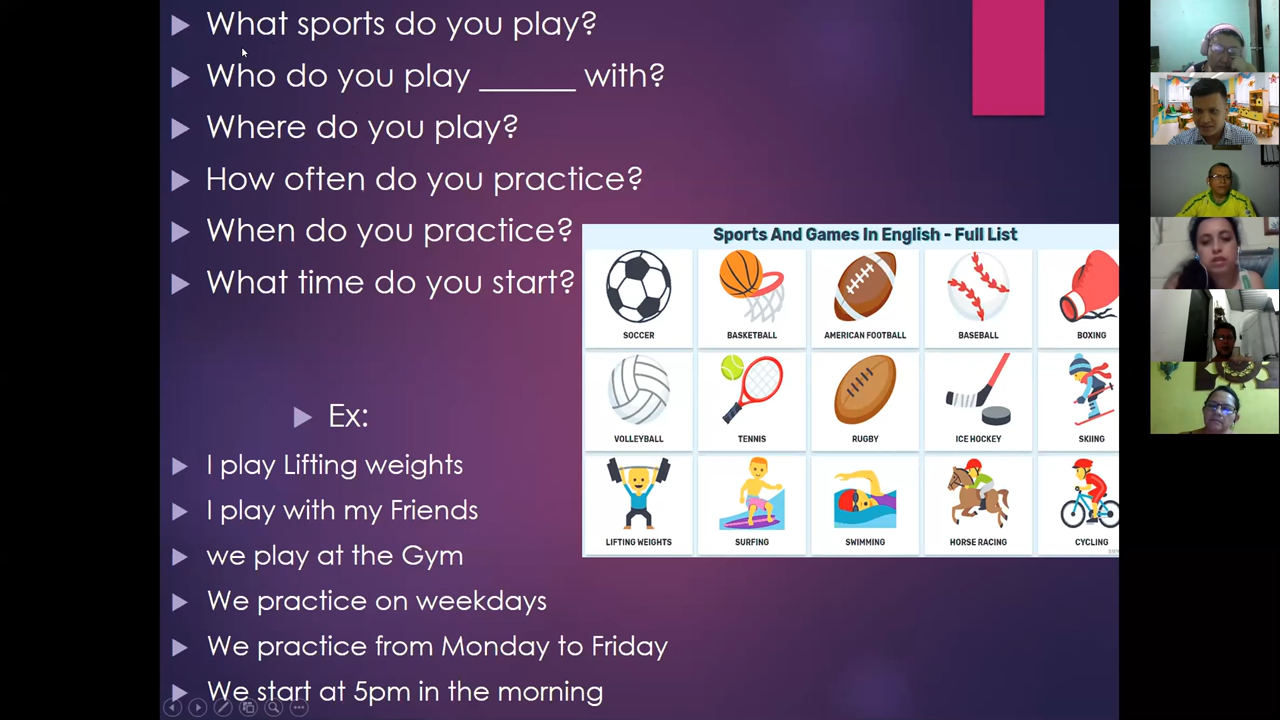 What sports do you play?
Who do you play ______ with?
Where do you play?
How often do you practice?
When do you practice?
What time do you start?
Ex:
I play Lifting weights
I play with my Friends
we play at the Gym
We practice on weekdays
We practice from Monday to Friday
We start at 5pm in the morning
Sports And Games In English - Full List
SOCCER BASKETBALL AMERICAN FOOTBALL BASEBALL BOXING
VOLLEYBALL TENNIS RUGBY ICE HOCKEY SKIING
LIFTING WEIGHTS SURFING SWIMMING HORSE RACING CYCLING